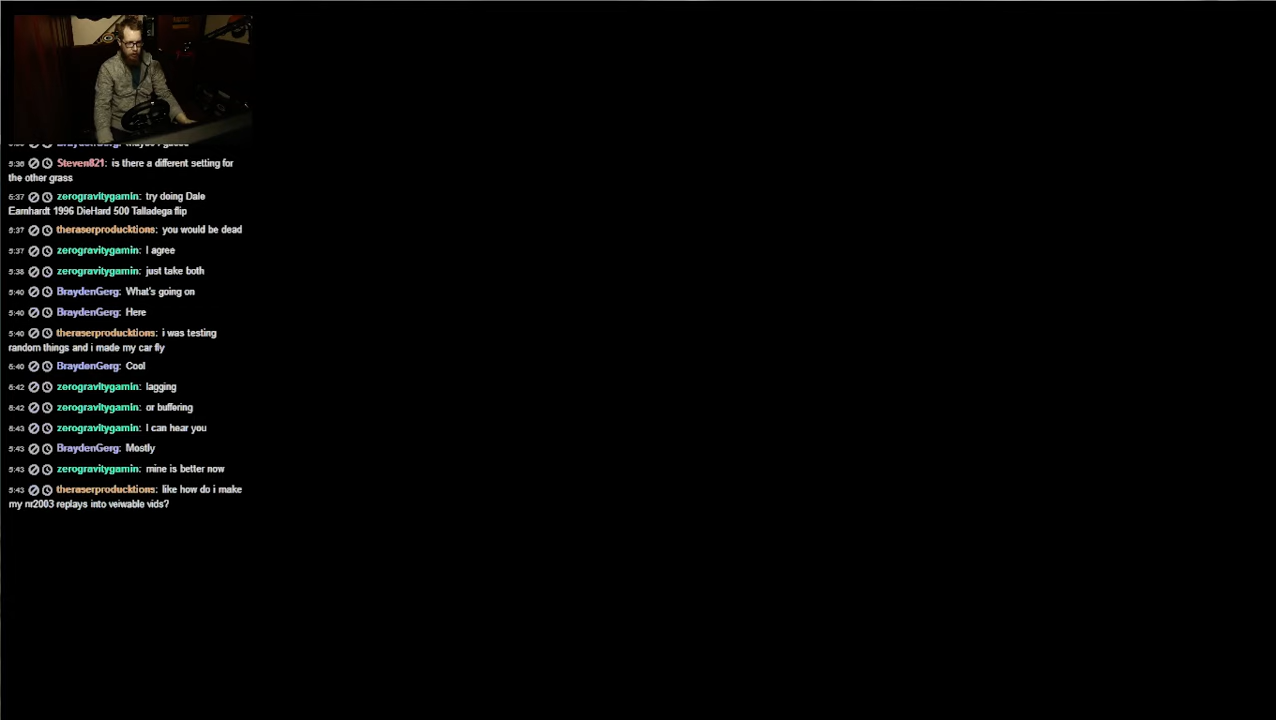 5:36 Steven821: is there a different setting for
the other grass
5:37 zerogravitygamin: try doing Dale
Earnhardt 1996 DieHard 500 Talladega flip
5:37 theraserproducktions: you would be dead
5:37 zerogravitygamin: I agree
5:38 zerogravitygamin: just take both
5:40 BraydenGerg: What's going on
5:40 BraydenGerg: Here
5:40 theraserproducktions: i was testing
random things and i made my car fly
5:40 BraydenGerg: Cool
5:42 zerogravitygamin: lagging
5:42 zerogravitygamin: or buffering
5:43 zerogravitygamin: I can hear you
5:43 BraydenGerg: Mostly
5:43 zerogravitygamin: mine is better now
5:43 theraserproducktions: like how do i make
my nr2003 replays into veiwable vids?